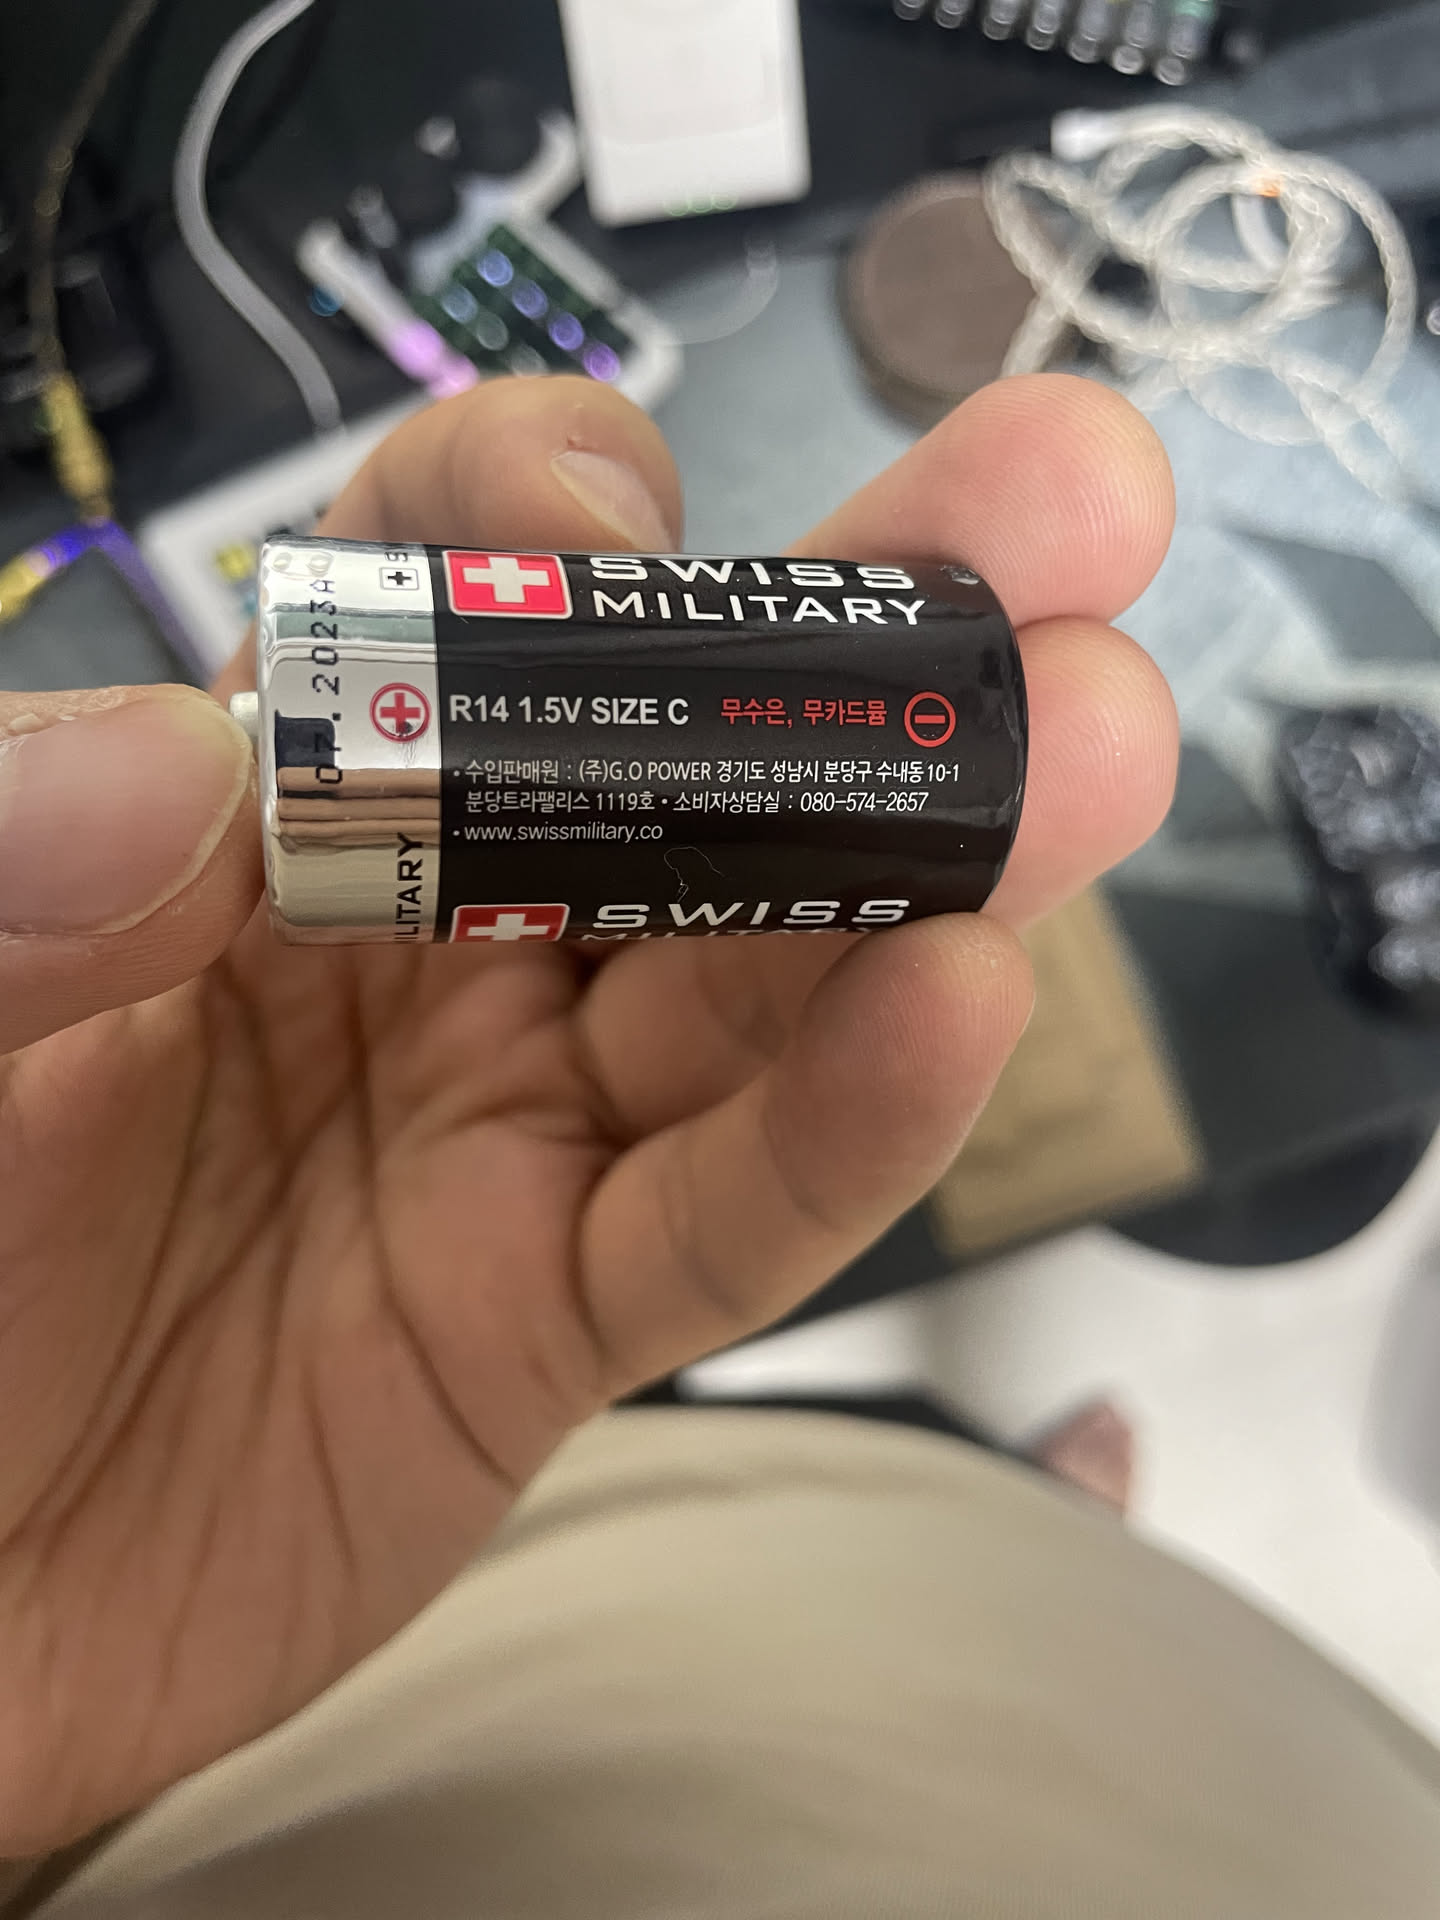 SWISS
MILITARY
R14 1.5V SIZE C 무수은, 무카드뮴
• 수입판매원 : (주)G.O POWER 경기도 성남시 분당구 수내동 10-1
분당트라팰리스 1119호 • 소비자상담실 : 080-574-2657
• www.swissmilitary.co
SWISS
MILITARY
07.2023A